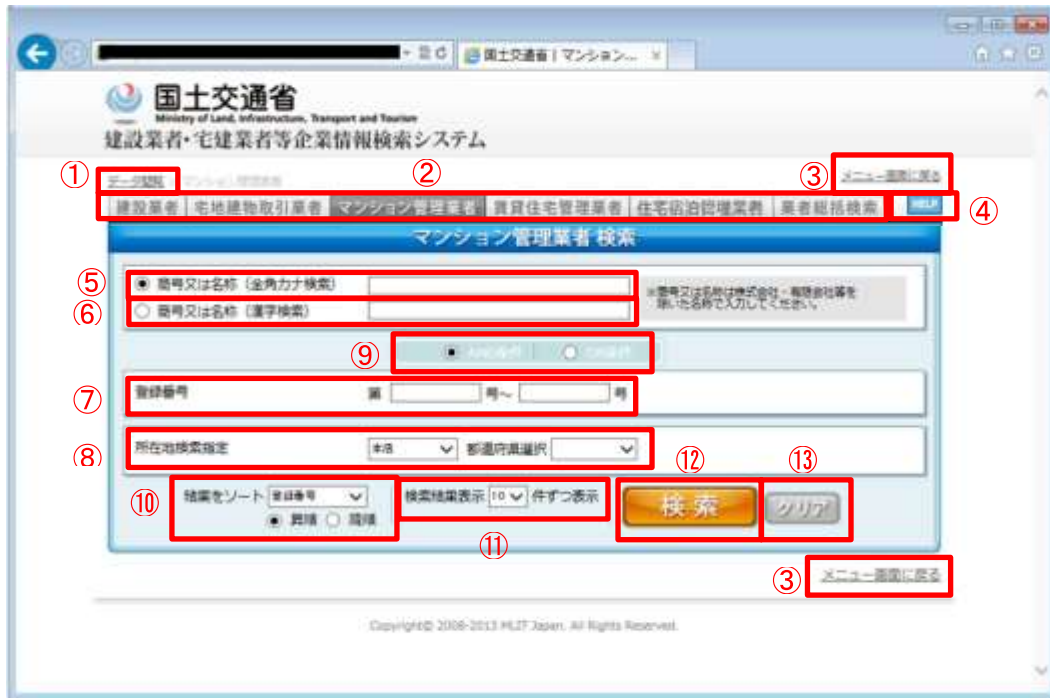 国土交通省 | マンション... ×
国土交通省
Ministry of Land, Infrastructure, Transport and Tourism
建設業者・宅建業者等企業情報検索システム
① ② ③ メニュー画面に戻る
データ閲覧
建設業者 宅地建物取引業者 マンション管理業者 賃貸住宅管理業者 住宅宿泊管理業者 業者総括検索 HELP ④
マンション管理業者 検索
⑤ 商号又は名称（全角カナ検索） ※商号又は名称は株式会社・有限会社等を
除いた名称で入力してください。
⑥ 商号又は名称（漢字検索）
⑨ AND条件 OR条件
⑦ 登録番号 第 号～ 号
⑧ 所在地検索指定 本店 都道府県選択
⑫ ⑬
⑩ 結果をソート 登録番号 検索結果表示 10 件ずつ表示 検索 クリア
昇順 降順
⑪
③ メニュー画面に戻る
Copyright© 2008-2013 MLIT Japan. All Rights Reserved.